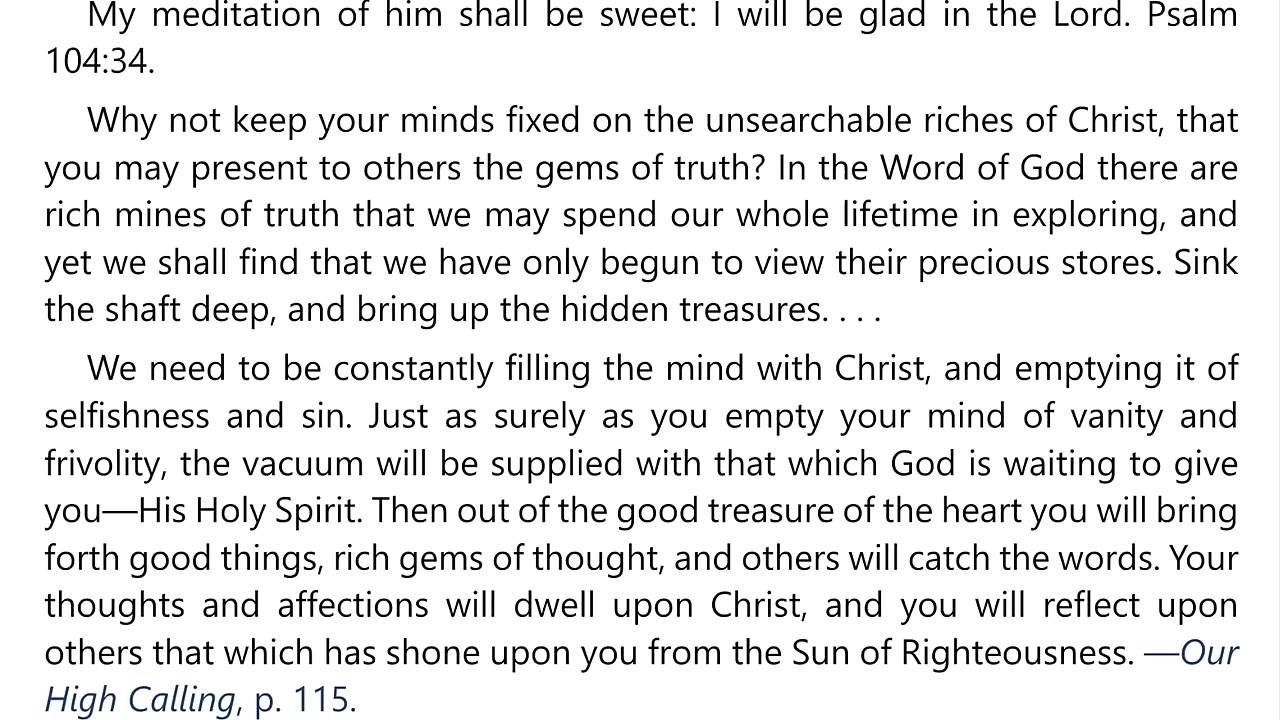 My meditation of him shall be sweet: I will be glad in the Lord. Psalm
104:34.
Why not keep your minds fixed on the unsearchable riches of Christ, that
you may present to others the gems of truth? In the Word of God there are
rich mines of truth that we may spend our whole lifetime in exploring, and
yet we shall find that we have only begun to view their precious stores. Sink
the shaft deep, and bring up the hidden treasures. . . .
We need to be constantly filling the mind with Christ, and emptying it of
selfishness and sin. Just as surely as you empty your mind of vanity and
frivolity, the vacuum will be supplied with that which God is waiting to give
you—His Holy Spirit. Then out of the good treasure of the heart you will bring
forth good things, rich gems of thought, and others will catch the words. Your
thoughts and affections will dwell upon Christ, and you will reflect upon
others that which has shone upon you from the Sun of Righteousness. —Our
High Calling, p. 115.